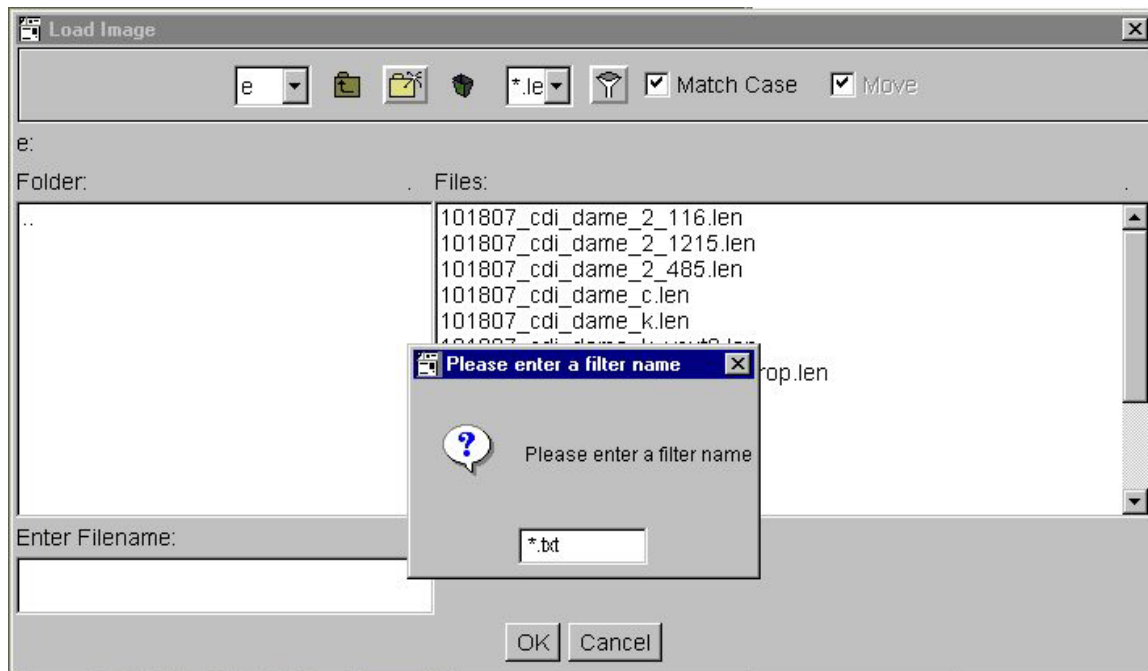 Load Image
e *.le Match Case Move
e:
Folder: . Files: .
..
101807_cdi_dame_2_116.len
101807_cdi_dame_2_1215.len
101807_cdi_dame_2_485.len
101807_cdi_dame_c.len
101807_cdi_dame_k.len
rop.len
Please enter a filter name
Please enter a filter name
*.txt
Enter Filename:
OK Cancel